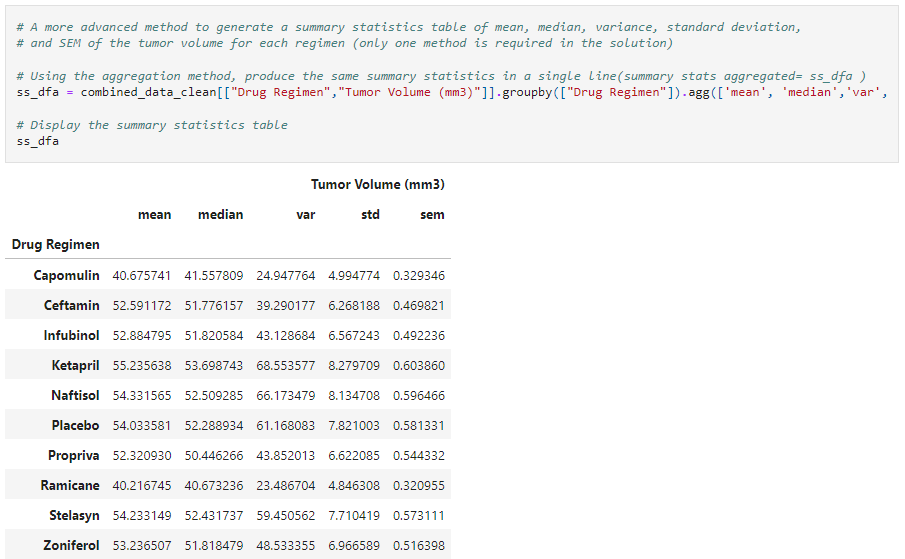 # A more advanced method to generate a summary statistics table of mean, median, variance, standard deviation,
# and SEM of the tumor volume for each regimen (only one method is required in the solution)
# Using the aggregation method, produce the same summary statistics in a single line(summary stats aggregated= ss_dfa )
ss_dfa = combined_data_clean[["Drug Regimen","Tumor Volume (mm3)"]].groupby(["Drug Regimen"]).agg(['mean', 'median','var',
# Display the summary statistics table
ss_dfa
Tumor Volume (mm3)
mean median var std sem
Drug Regimen
Capomulin 40.675741 41.557809 24.947764 4.994774 0.329346
Ceftamin 52.591172 51.776157 39.290177 6.268188 0.469821
Infubinol 52.884795 51.820584 43.128684 6.567243 0.492236
Ketapril 55.235638 53.698743 68.553577 8.279709 0.603860
Naftisol 54.331565 52.509285 66.173479 8.134708 0.596466
Placebo 54.033581 52.288934 61.168083 7.821003 0.581331
Propriva 52.320930 50.446266 43.852013 6.622085 0.544332
Ramicane 40.216745 40.673236 23.486704 4.846308 0.320955
Stelasyn 54.233149 52.431737 59.450562 7.710419 0.573111
Zoniferol 53.236507 51.818479 48.533355 6.966589 0.516398